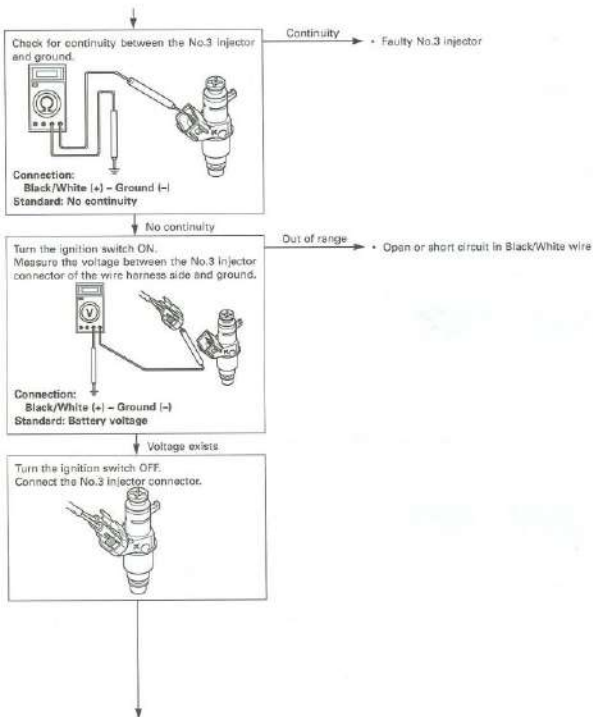 Check for continuity between the No.3 injector
and ground.
Continuity
• Faulty No.3 injector
Ω
Connection:
Black/White (+) – Ground (–)
Standard: No continuity
No continuity
Turn the ignition switch ON.
Measure the voltage between the No.3 injector
connector of the wire harness side and ground.
Out of range
• Open or short circuit in Black/White wire
V
Connection:
Black/White (+) – Ground (–)
Standard: Battery voltage
Voltage exists
Turn the ignition switch OFF.
Connect the No.3 injector connector.